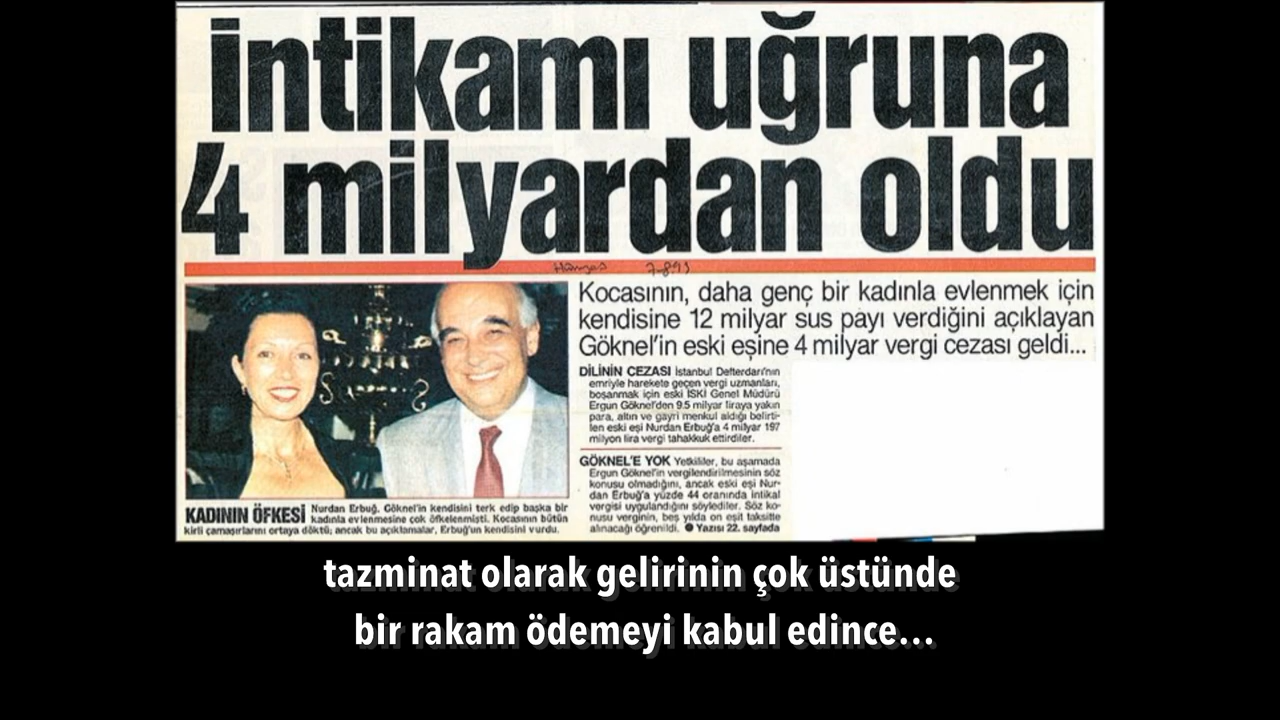 İntikamı uğruna
4 milyardan oldu
7-8.93
Kocasının, daha genç bir kadınla evlenmek için
kendisine 12 milyar sus payı verdiğini açıklayan
Göknel'in eski eşine 4 milyar vergi cezası geldi...
DİLİNİN CEZASI İstanbul Defterdarı'nın
emriyle harekete geçen vergi uzmanları,
boşanmak için eski İSKİ Genel Müdürü
Ergun Göknel'den 9.5 milyar liraya yakın
para, altın ve gayri menkul aldığı belirti-
len eski eşi Nurdan Erbuğ'a 4 milyar 197
milyon lira vergi tahakkuk ettirdiler.
GÖKNEL'E YOK Yetkililer, bu aşamada
Ergun Göknel'in vergilendirilmesinin söz
konusu olmadığını, ancak eski eşi Nur-
dan Erbuğ'a yüzde 44 oranında intikal
vergisi uygulandığını söylediler. Söz ko-
nusu verginin, beş yılda on eşit taksitte
alınacağı öğrenildi. ● Yazısı 22. sayfada
KADININ ÖFKESİ Nurdan Erbuğ, Göknel'in kendisini terk edip başka bir
kadınla evlenmesine çok öfkelenmişti. Kocasının bütün
kirli çamaşırlarını ortaya döktü; ancak bu açıklamalar, Erbuğ'un kendisini vurdu.
tazminat olarak gelirinin çok üstünde
bir rakam ödemeyi kabul edince...